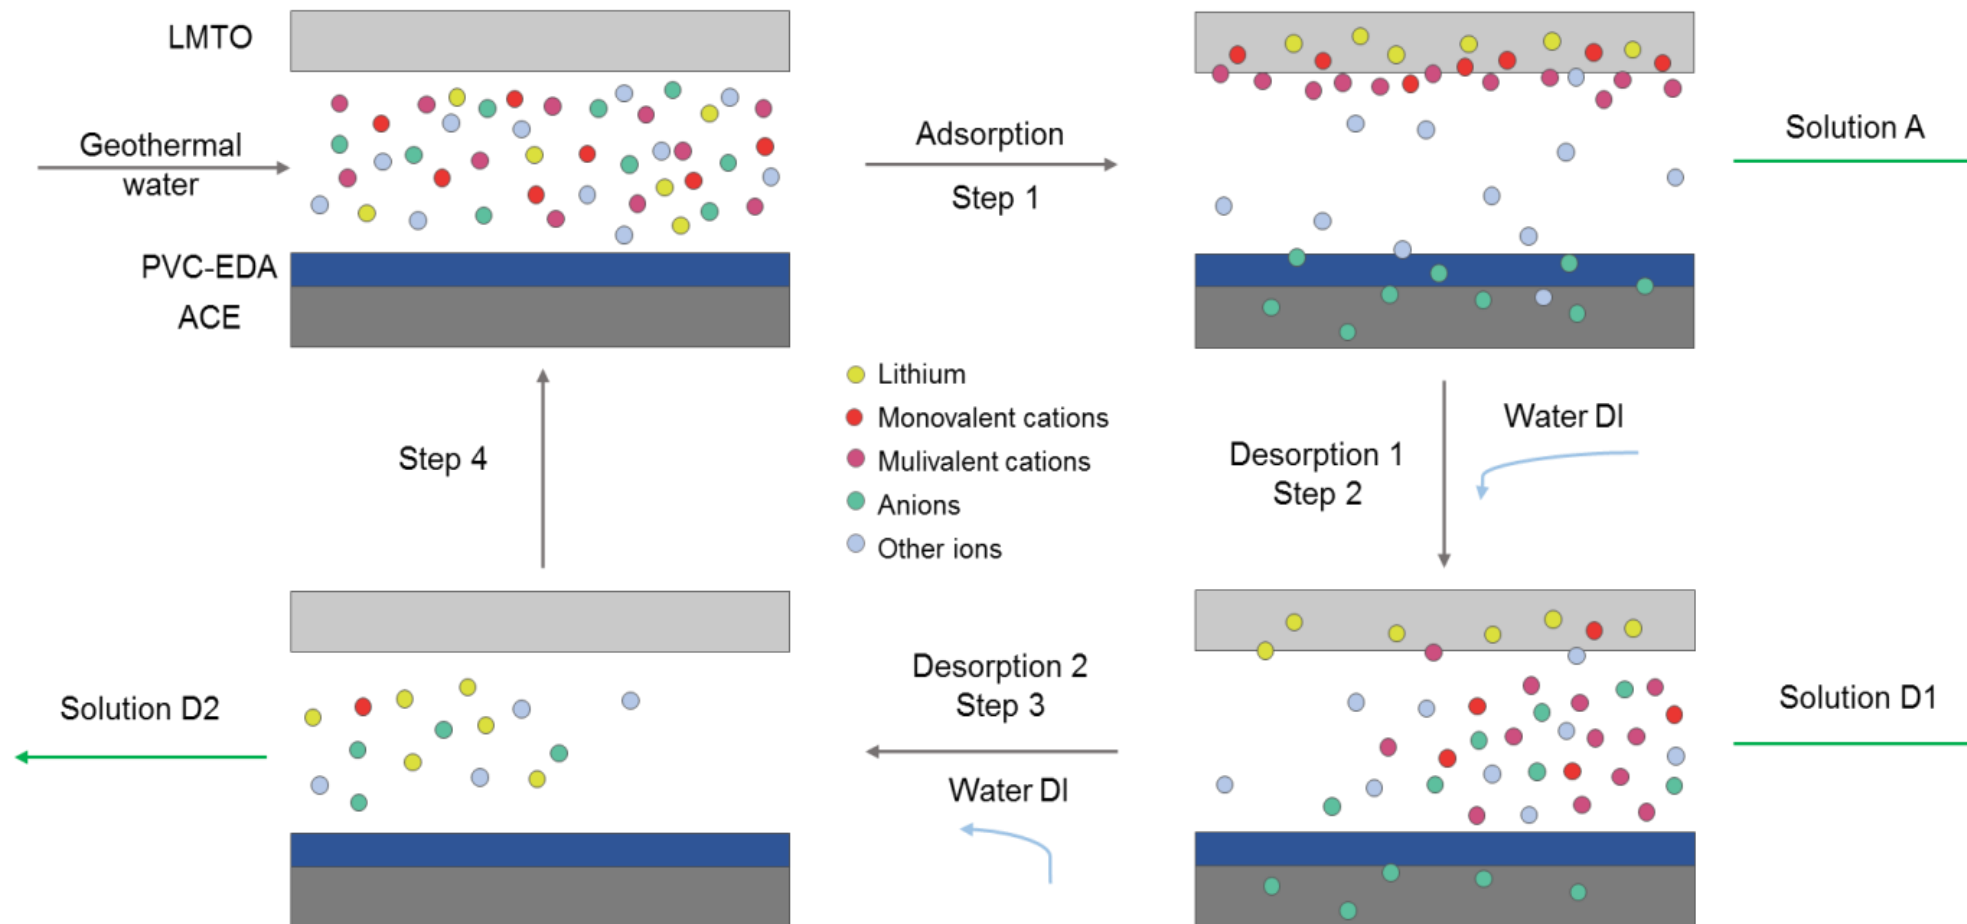 LMTO
Geothermal
water
PVC-EDA
ACE
Adsorption
Step 1
Solution A
Lithium
Monovalent cations
Mulivalent cations
Anions
Other ions
Step 4
Desorption 1
Step 2
Water DI
Solution D2
Desorption 2
Step 3
Water DI
Solution D1